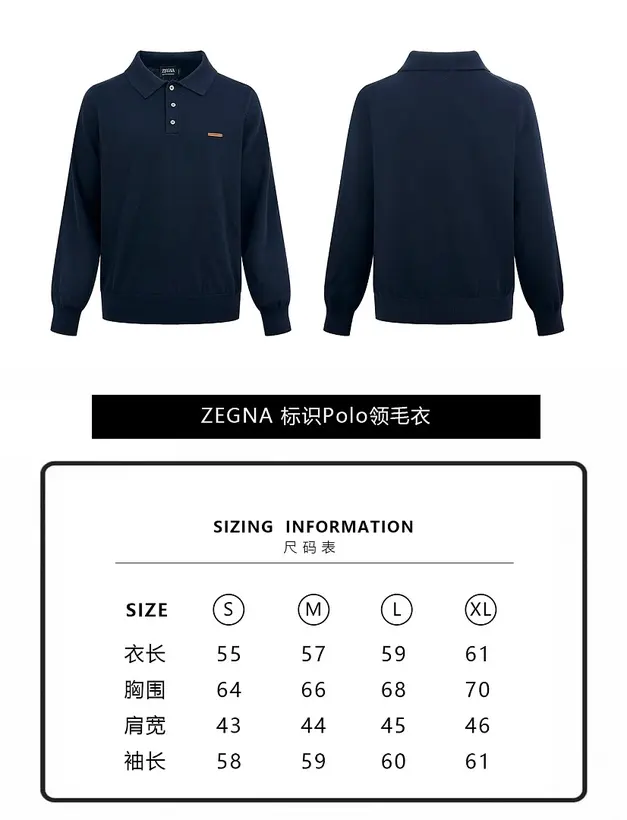 ZEGNA
ZEGNA 标识Polo领毛衣
SIZING INFORMATION
尺码表
SIZE S M L XL
衣长 55 57 59 61
胸围 64 66 68 70
肩宽 43 44 45 46
袖长 58 59 60 61